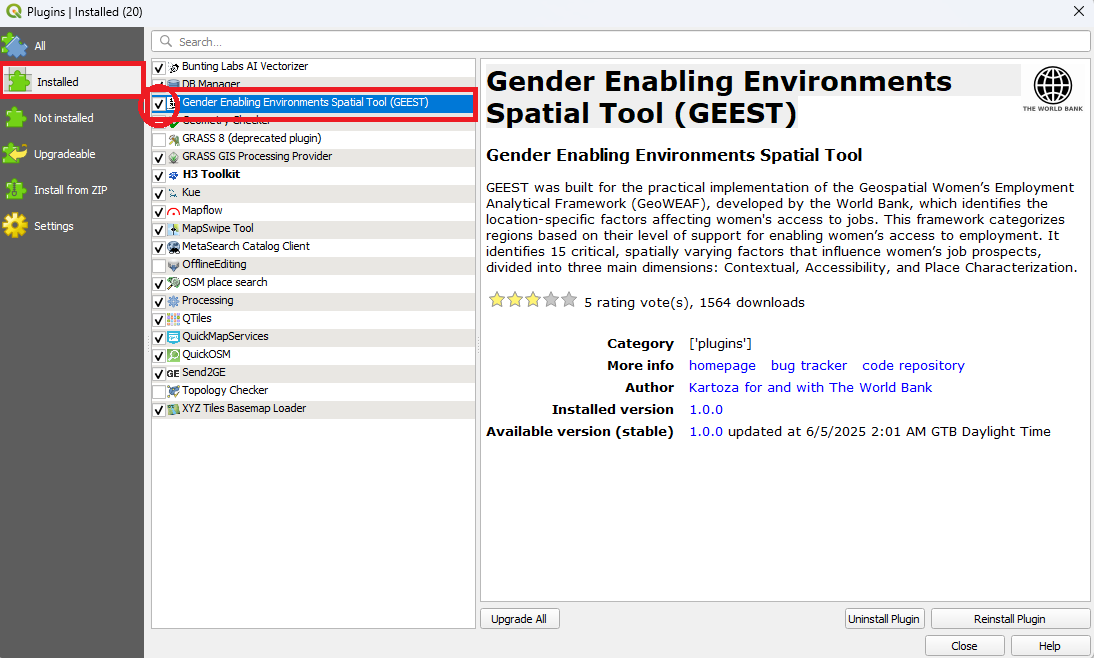 Plugins | Installed (20)
All
Installed
Not installed
Upgradeable
Install from ZIP
Settings
Search...
Bunting Labs AI Vectorizer
DB Manager
Gender Enabling Environments Spatial Tool (GEEST)
Geometry Checker
GRASS 8 (deprecated plugin)
GRASS GIS Processing Provider
H3 Toolkit
Kue
Mapflow
MapSwipe Tool
MetaSearch Catalog Client
OfflineEditing
OSM place search
Processing
QTiles
QuickMapServices
QuickOSM
GE Send2GE
Topology Checker
XYZ Tiles Basemap Loader
Gender Enabling Environments
Spatial Tool (GEEST)
THE WORLD BANK
Gender Enabling Environments Spatial Tool
GEEST was built for the practical implementation of the Geospatial Women’s Employment
Analytical Framework (GeoWEAF), developed by the World Bank, which identifies the
location-specific factors affecting women's access to jobs. This framework categorizes
regions based on their level of support for enabling women’s access to employment. It
identifies 15 critical, spatially varying factors that influence women’s job prospects,
divided into three main dimensions: Contextual, Accessibility, and Place Characterization.
5 rating vote(s), 1564 downloads
Category ['plugins']
More info homepage bug tracker code repository
Author Kartoza for and with The World Bank
Installed version 1.0.0
Available version (stable) 1.0.0 updated at 6/5/2025 2:01 AM GTB Daylight Time
Upgrade All
Uninstall Plugin
Reinstall Plugin
Close
Help